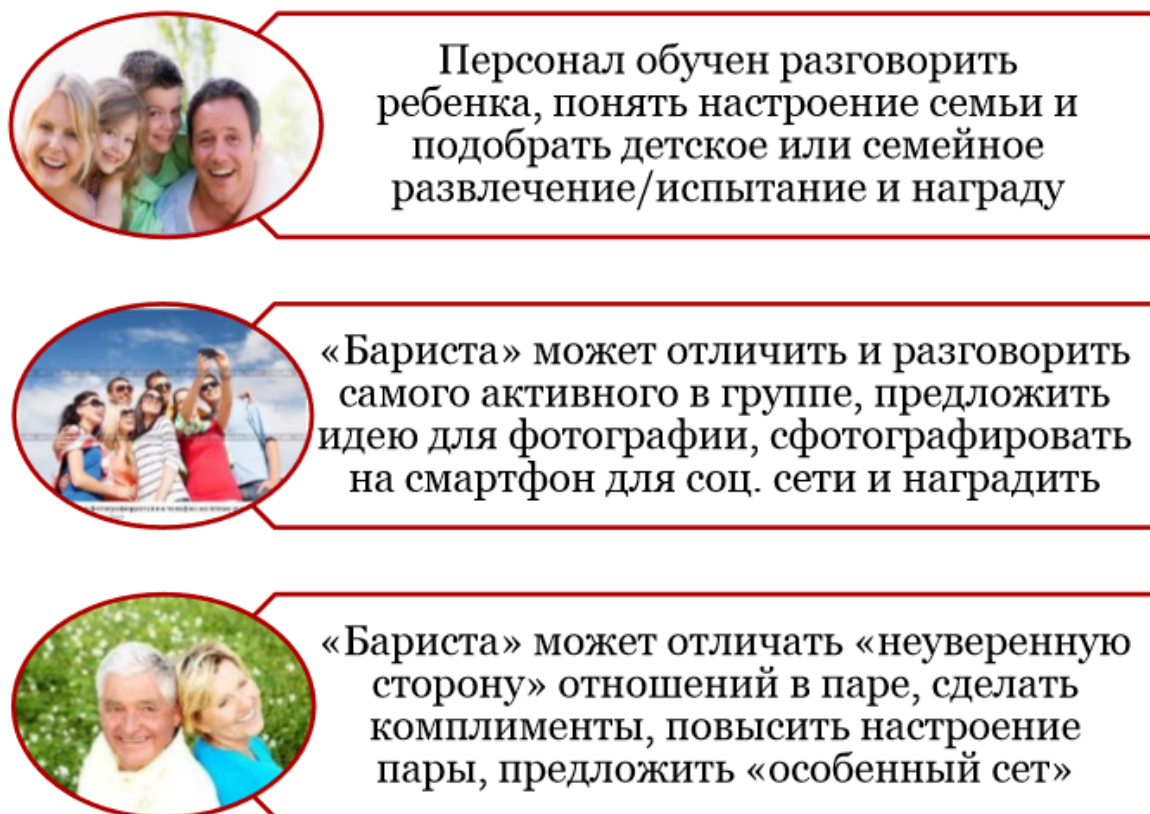 Персонал обучен разговорить
ребенка, понять настроение семьи и
подобрать детское или семейное
развлечение/испытание и награду
«Бариста» может отличить и разговорить
самого активного в группе, предложить
идею для фотографии, сфотографировать
на смартфон для соц. сети и наградить
«Бариста» может отличать «неуверенную
сторону» отношений в паре, сделать
комплименты, повысить настроение
пары, предложить «особенный сет»